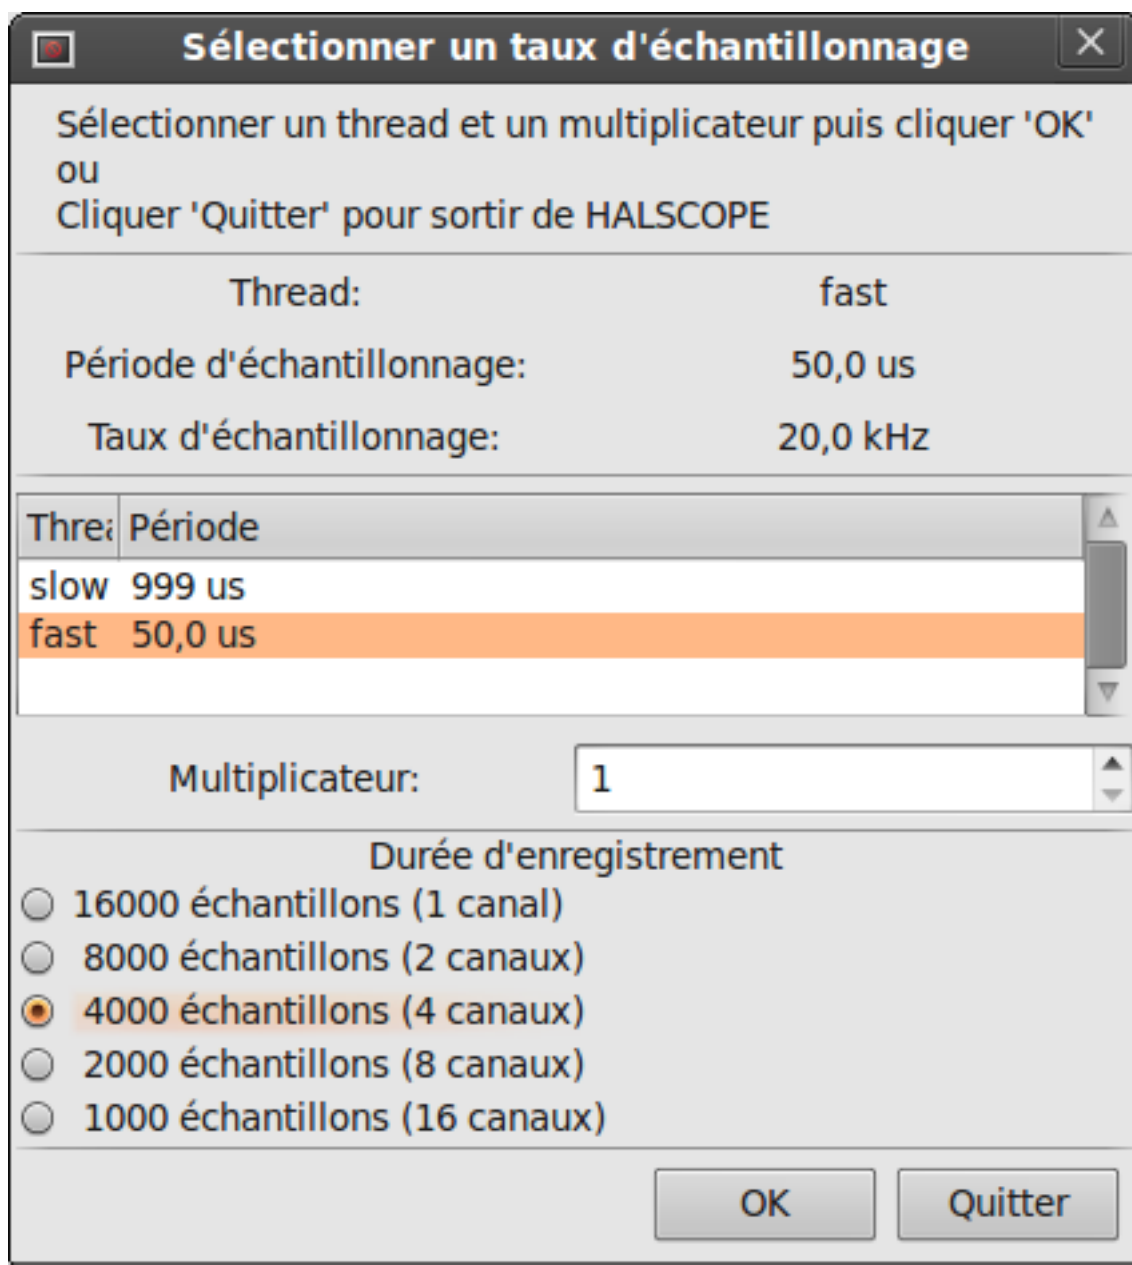 Sélectionner un taux d'échantillonnage
Sélectionner un thread et un multiplicateur puis cliquer 'OK'
ou
Cliquer 'Quitter' pour sortir de HALSCOPE
Thread: fast
Période d'échantillonnage: 50,0 us
Taux d'échantillonnage: 20,0 kHz
Threa Période
slow 999 us
fast 50,0 us
Multiplicateur: 1
Durée d'enregistrement
16000 échantillons (1 canal)
8000 échantillons (2 canaux)
4000 échantillons (4 canaux)
2000 échantillons (8 canaux)
1000 échantillons (16 canaux)
OK Quitter